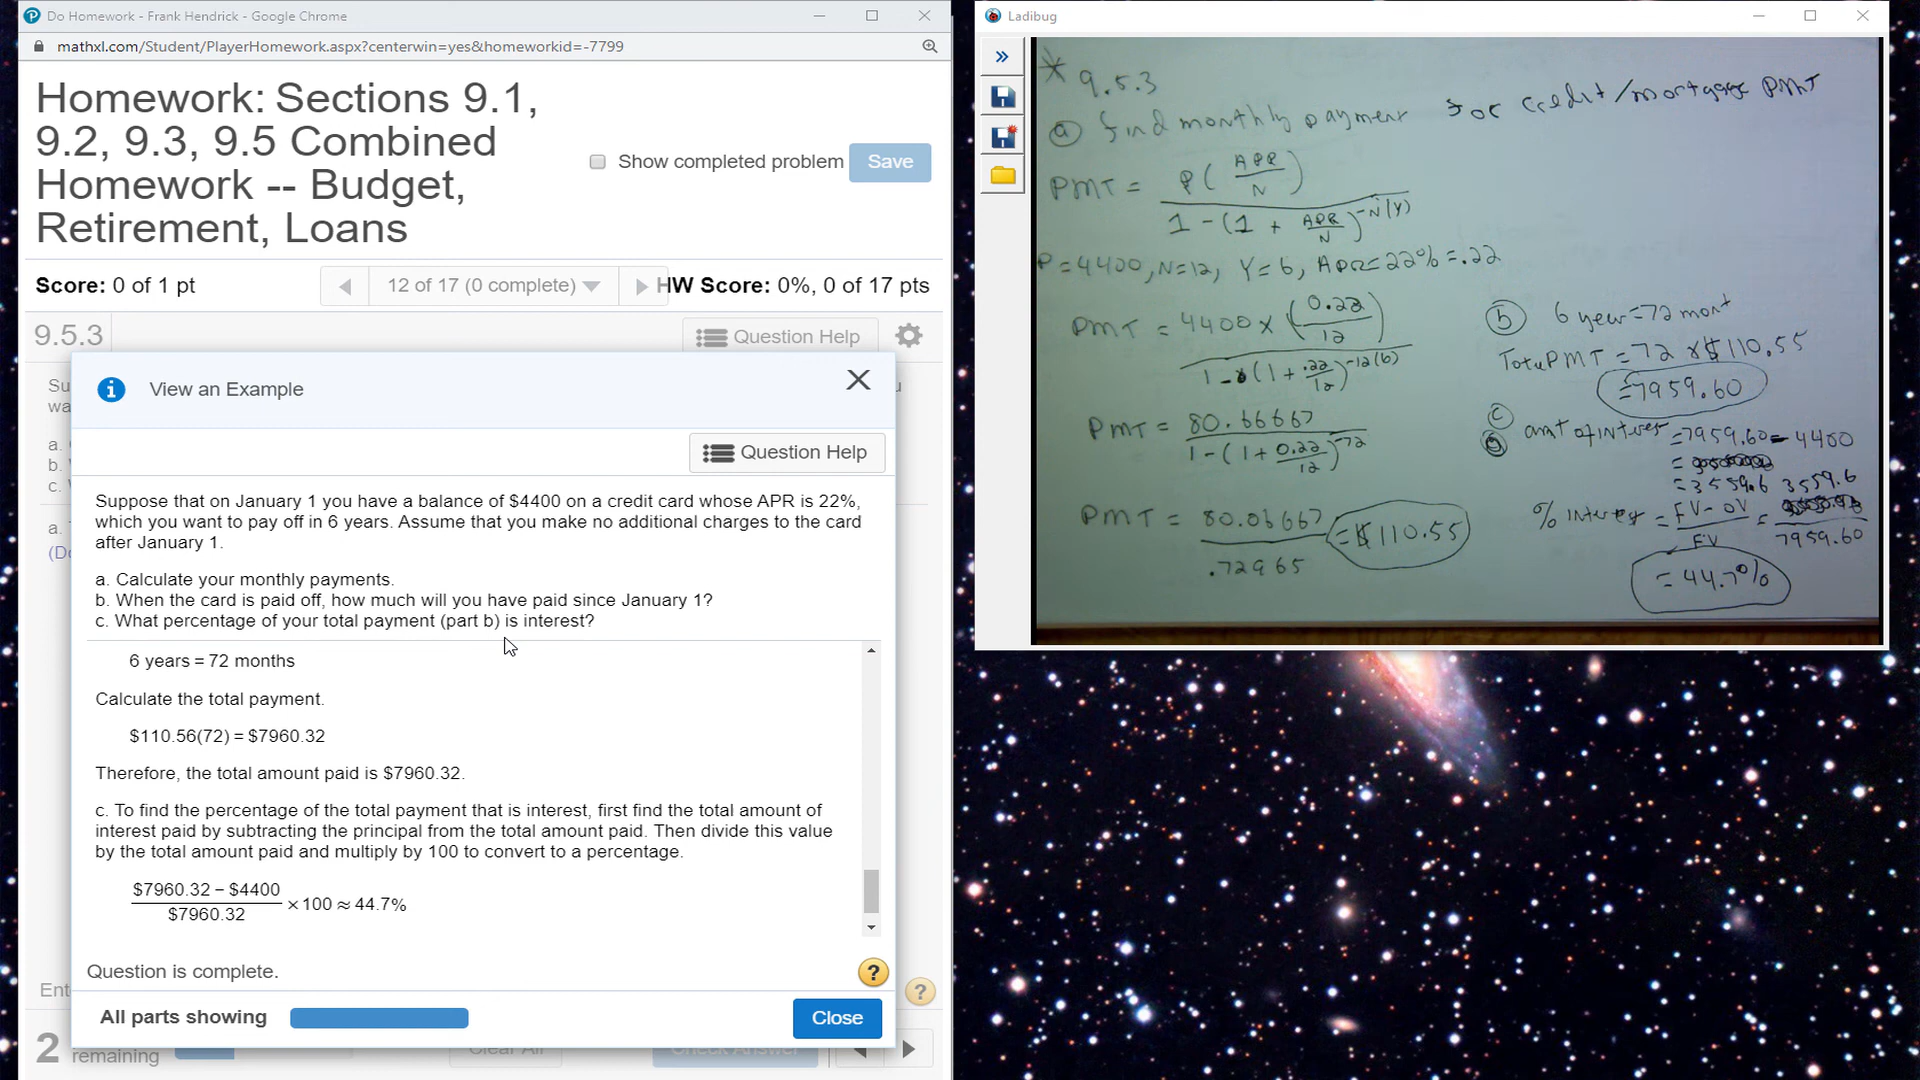 Do Homework - Frank Hendrick - Google Chrome
mathxl.com/Student/PlayerHomework.aspx?centerwin=yes&homeworkid=-7799
Homework: Sections 9.1,
9.2, 9.3, 9.5 Combined
Homework -- Budget,
Retirement, Loans
Show completed problem
Save
Score: 0 of 1 pt
12 of 17 (0 complete)
HW Score: 0%, 0 of 17 pts
9.5.3
Question Help
Su
wa
a.
b.
c.
a.
(Do
View an Example
Question Help
Suppose that on January 1 you have a balance of $4400 on a credit card whose APR is 22%,
which you want to pay off in 6 years. Assume that you make no additional charges to the card
after January 1.
a. Calculate your monthly payments.
b. When the card is paid off, how much will you have paid since January 1?
c. What percentage of your total payment (part b) is interest?
6 years = 72 months
Calculate the total payment.
$110.56(72) = $7960.32
Therefore, the total amount paid is $7960.32.
c. To find the percentage of the total payment that is interest, first find the total amount of
interest paid by subtracting the principal from the total amount paid. Then divide this value
by the total amount paid and multiply by 100 to convert to a percentage.
$7960.32 − $4400
$7960.32
× 100 ≈ 44.7%
Question is complete.
?
Ent
?
All parts showing
Close
2
remaining
Clear All
Check Answer
Ladibug
* 9.5.3
a find monthly payment for credit/mortgage PMT
PMT = P(APR/N)
1-(1+APR/N)^-N(Y)
P=4400, N=12, Y=6, APR=22%=.22
PMT = 4400 x (0.22/12)
1-(1+.22/12)^-12(6)
PMT = 80.66667
1-(1+0.22/12)^-72
PMT = 80.06667 = $110.55
.72965
b 6 year=72 mont
Total PMT = 72 x $110.55
=7959.60
c amt of interest =7959.60-4400
=3559.6 3559.6
% interest = FV-OV =
FV 7959.60
= 44.7%